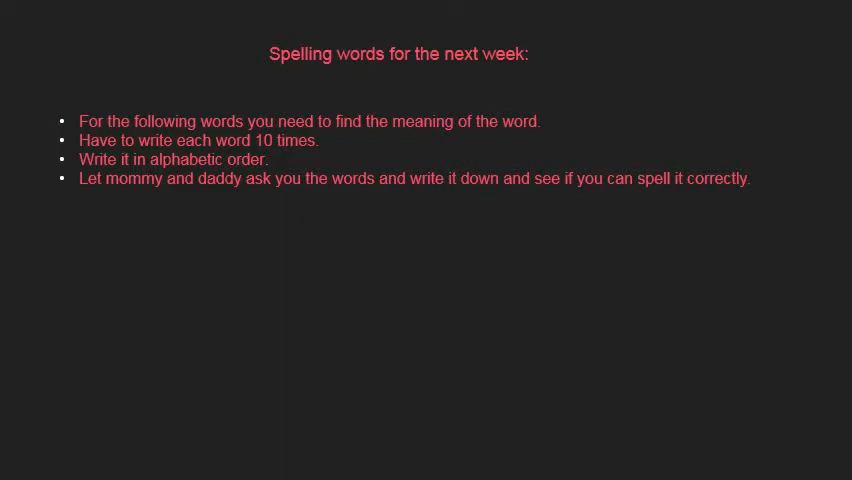 Spelling words for the next week:
• For the following words you need to find the meaning of the word.
• Have to write each word 10 times.
• Write it in alphabetic order.
• Let mommy and daddy ask you the words and write it down and see if you can spell it correctly.